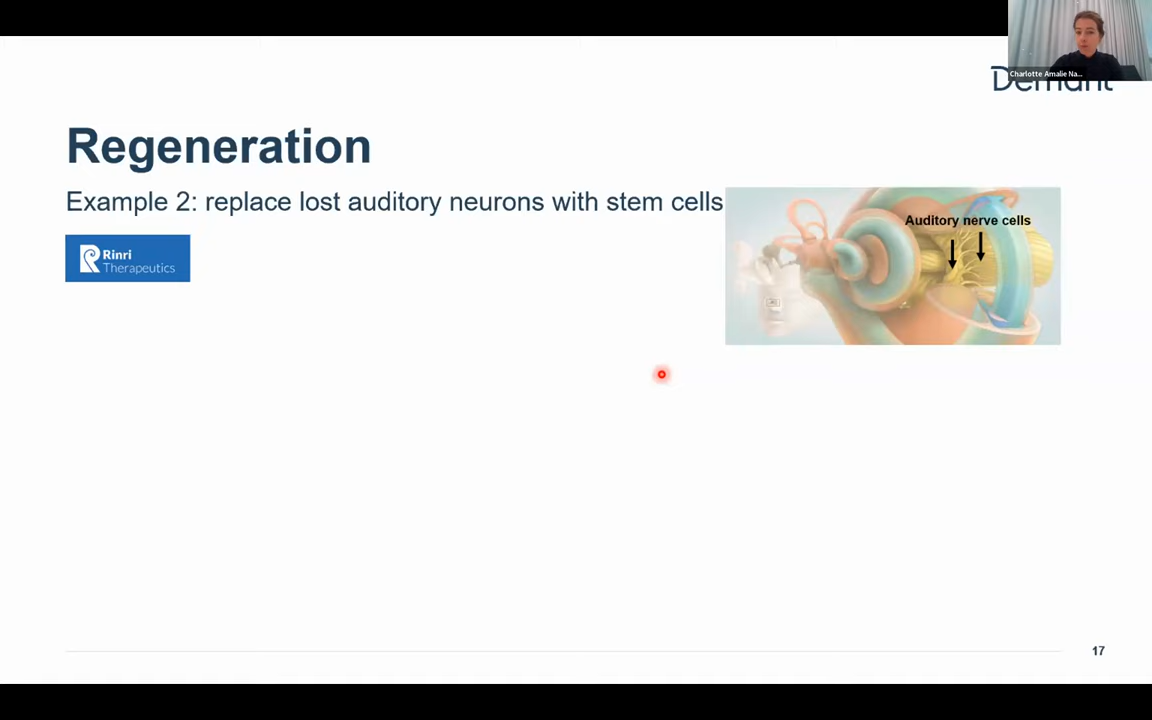 Charlotte Amalie Na...
Demant
Regeneration
Example 2: replace lost auditory neurons with stem cells
Auditory nerve cells
Rinri
Therapeutics
17